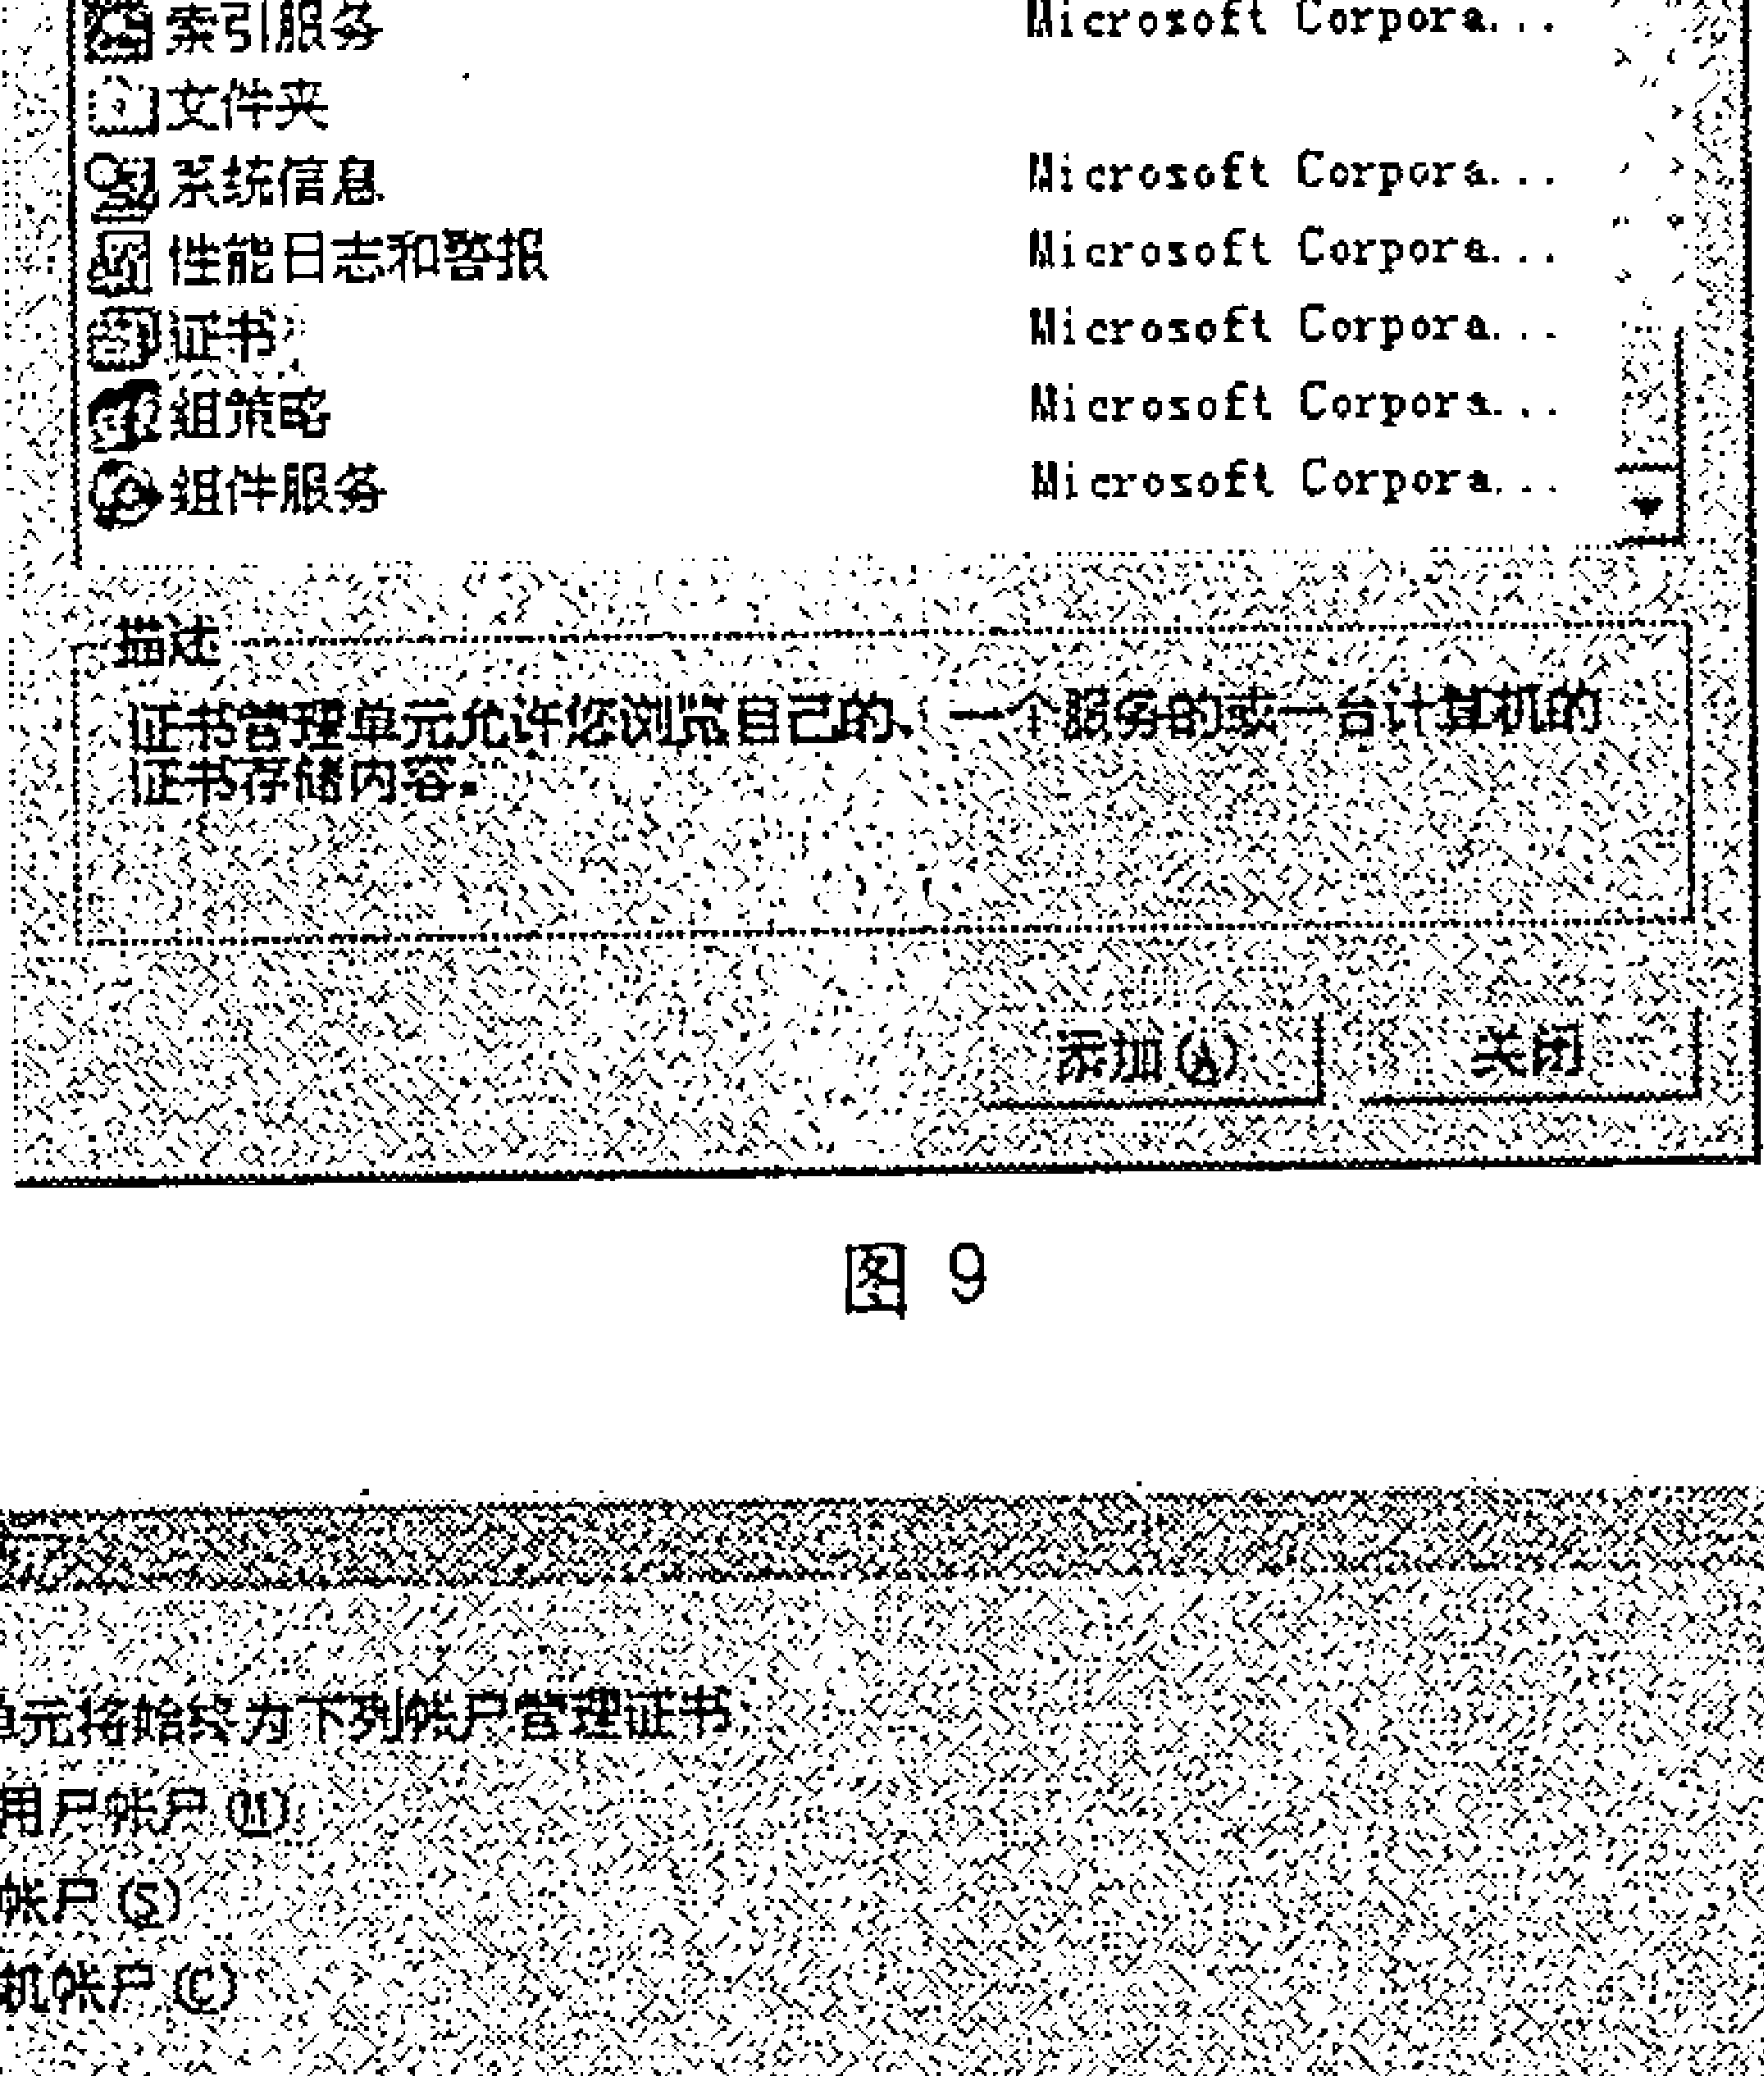 索引服务 Microsoft Corpora...
文件夹
系统信息 Microsoft Corpora...
性能日志和警报 Microsoft Corpora...
证书 Microsoft Corpora...
组策略 Microsoft Corpora...
组件服务 Microsoft Corpora...
描述
证书管理单元允许您浏览自己的、一个服务的或一台计算机的
证书存储内容。
添加(A)
关闭
图 9
单元将始终为下列帐户管理证书
用户帐户(M)
帐户(S)
机帐户(C)